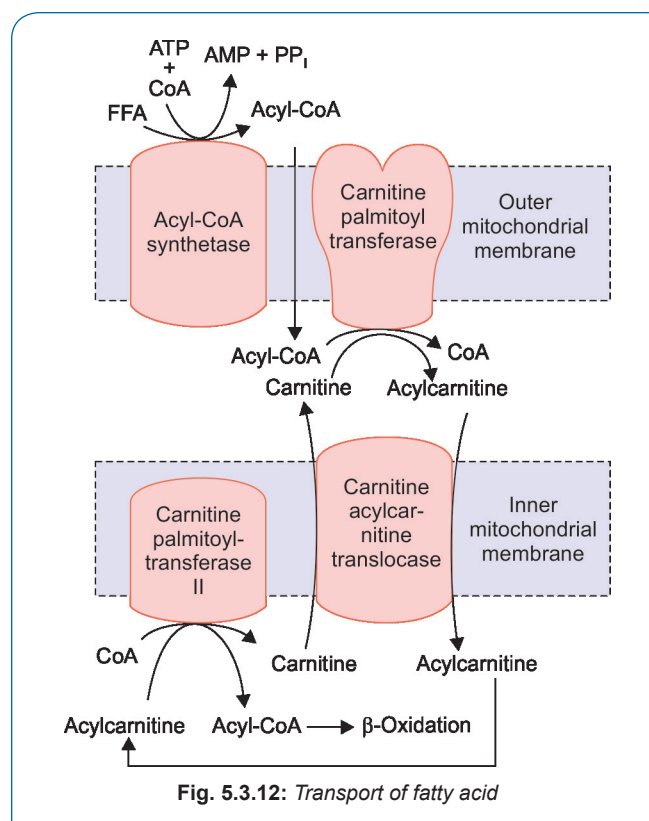 ATP
+
CoA
AMP + PPI
FFA
Acyl-CoA
Acyl-CoA
synthetase
Carnitine
palmitoyl
transferase
Outer
mitochondrial
membrane
Acyl-CoA
Carnitine
CoA
Acylcarnitine
Carnitine
palmitoyl-
transferase
II
Carnitine
acylcar-
nitine
translocase
Inner
mitochondrial
membrane
CoA
Carnitine
Acylcarnitine
Acylcarnitine
Acyl-CoA
β-Oxidation
Fig. 5.3.12: Transport of fatty acid